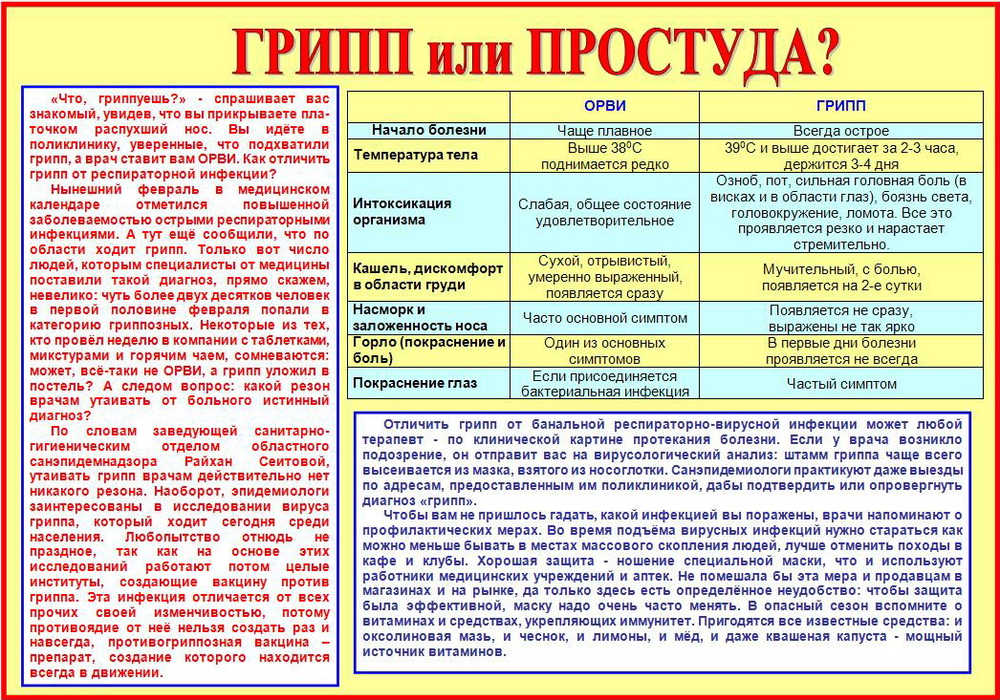 ГРИПП или ПРОСТУДА?
«Что, гриппуешь?» - спрашивает вас
знакомый, увидев, что вы прикрываете пла-
точком распухший нос. Вы идёте в
поликлинику, уверенные, что подхватили
грипп, а врач ставит вам ОРВИ. Как отличить
грипп от респираторной инфекции?
Нынешний февраль в медицинском
календаре отметился повышенной
заболеваемостью острыми респираторными
инфекциями. А тут ещё сообщили, что по
области ходит грипп. Только вот число
людей, которым специалисты от медицины
поставили такой диагноз, прямо скажем,
невелико: чуть более двух десятков человек
в первой половине февраля попали в
категорию гриппозных. Некоторые из тех,
кто провёл неделю в компании с таблетками,
микстурами и горячим чаем, сомневаются:
может, всё-таки не ОРВИ, а грипп уложил в
постель? А следом вопрос: какой резон
врачам утаивать от больного истинный
диагноз?
По словам заведующей санитарно-
гигиеническим отделом областного
санэпидемнадзора Райхан Сеитовой,
утаивать грипп врачам действительно нет
никакого резона. Наоборот, эпидемиологи
заинтересованы в исследовании вируса
гриппа, который ходит сегодня среди
населения. Любопытство отнюдь не
праздное, так как на основе этих
исследований работают потом целые
институты, создающие вакцину против
гриппа. Эта инфекция отличается от всех
прочих своей изменчивостью, потому
противоядие от неё нельзя создать раз и
навсегда, противогриппозная вакцина –
препарат, создание которого находится
всегда в движении.
ОРВИ ГРИПП
Начало болезни Чаще плавное Всегда острое
Температура тела
Выше 38⁰С
поднимается редко
39⁰С и выше достигает за 2-3 часа,
держится 3-4 дня
Интоксикация
организма
Слабая, общее состояние
удовлетворительное
Озноб, пот, сильная головная боль (в
висках и в области глаз), боязнь света,
головокружение, ломота. Все это
проявляется резко и нарастает
стремительно.
Кашель, дискомфорт
в области груди
Сухой, отрывистый,
умеренно выраженный,
появляется сразу
Мучительный, с болью,
появляется на 2-е сутки
Насморк и
заложенность носа
Часто основной симптом
Появляется не сразу,
выражены не так ярко
Горло (покраснение и
боль)
Один из основных
симптомов
В первые дни болезни
проявляется не всегда
Покраснение глаз
Если присоединяется
бактериальная инфекция
Частый симптом
Отличить грипп от банальной респираторно-вирусной инфекции может любой
терапевт - по клинической картине протекания болезни. Если у врача возникло
подозрение, он отправит вас на вирусологический анализ: штамм гриппа чаще всего
высеивается из мазка, взятого из носоглотки. Санэпидемиологи практикуют даже выезды
по адресам, предоставленным им поликлиникой, дабы подтвердить или опровергнуть
диагноз «грипп».
Чтобы вам не пришлось гадать, какой инфекцией вы поражены, врачи напоминают о
профилактических мерах. Во время подъёма вирусных инфекций нужно стараться как
можно меньше бывать в местах массового скопления людей, лучше отменить походы в
кафе и клубы. Хорошая защита - ношение специальной маски, что и используют
работники медицинских учреждений и аптек. Не помешала бы эта мера и продавцам в
магазинах и на рынке, да только здесь есть определённое неудобство: чтобы защита
была эффективной, маску надо очень часто менять. В опасный сезон вспомните о
витаминах и средствах, укрепляющих иммунитет. Пригодятся все известные средства: и
оксолиновая мазь, и чеснок, и лимоны, и мёд, и даже квашеная капуста - мощный
источник витаминов.